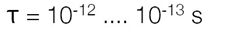 τ = 10⁻¹² .... 10⁻¹³ s